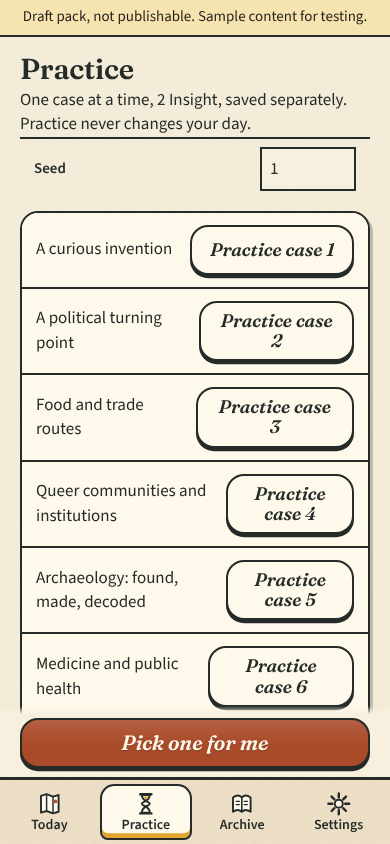 Draft pack, not publishable. Sample content for testing.
Practice
One case at a time, 2 Insight, saved separately.
Practice never changes your day.
Seed
1
A curious invention
Practice case 1
A political turning
point
Practice case
2
Food and trade
routes
Practice case
3
Queer communities and
institutions
Practice
case 4
Archaeology: found,
made, decoded
Practice
case 5
Medicine and public
health
Practice
case 6
Pick one for me
Today
Practice
Archive
Settings